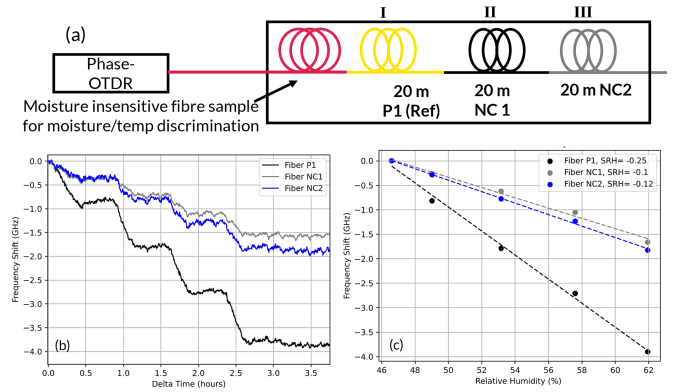 (a)
I II III
Phase-
OTDR
Moisture insensitive fibre sample
for moisture/temp discrimination
20 m
P1 (Ref)
20 m
NC 1
20 m NC2
0.0
−0.5
−1.0
−1.5
−2.0
−2.5
−3.0
−3.5
−4.0
Frequency Shift (GHz)
Fiber P1
Fiber NC1
Fiber NC2
(b)
0.0 0.5 1.0 1.5 2.0 2.5 3.0 3.5
Delta Time (hours)
0.0
−0.5
−1.0
−1.5
−2.0
−2.5
−3.0
−3.5
−4.0
Frequency Shift (GHz)
Fiber P1, SRH= -0.25
Fiber NC1, SRH= -0.1
Fiber NC2, SRH= -0.12
(c)
46 48 50 52 54 56 58 60 62
Relative Humidity (%)